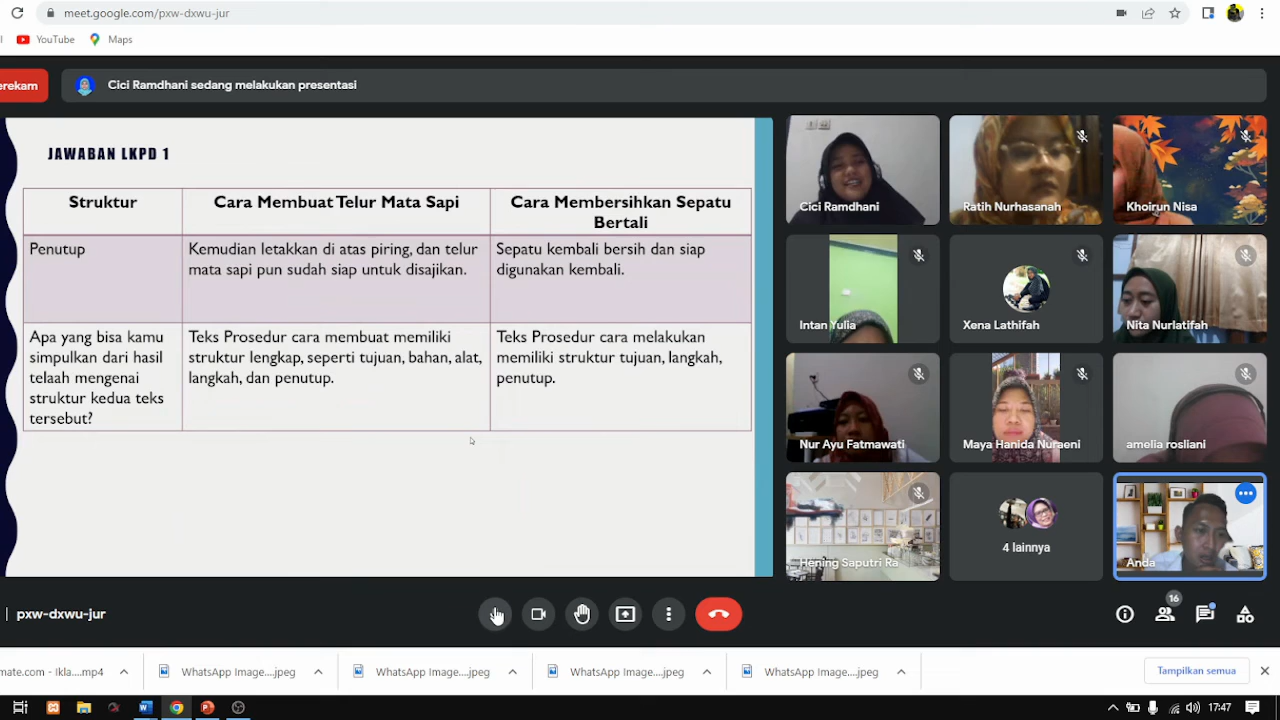 meet.google.com/pxw-dxwu-jur
YouTube
Maps
erekam
Cici Ramdhani sedang melakukan presentasi
JAWABAN LKPD 1
Struktur
Cara Membuat Telur Mata Sapi
Cara Membersihkan Sepatu
Bertali
Penutup
Kemudian letakkan di atas piring, dan telur
mata sapi pun sudah siap untuk disajikan.
Sepatu kembali bersih dan siap
digunakan kembali.
Apa yang bisa kamu
simpulkan dari hasil
telaah mengenai
struktur kedua teks
tersebut?
Teks Prosedur cara membuat memiliki
struktur lengkap, seperti tujuan, bahan, alat,
langkah, dan penutup.
Teks Prosedur cara melakukan
memiliki struktur tujuan, langkah,
penutup.
Cici Ramdhani
Ratih Nurhasanah
Khoirun Nisa
Intan Yulia
Xena Lathifah
Nita Nurlatifah
Nur Ayu Fatmawati
Maya Hanida Nuraeni
amelia rosliani
Hening Saputri Ra
4 lainnya
Anda
pxw-dxwu-jur
16
mate.com - Ikla....mp4
WhatsApp Image....jpeg
WhatsApp Image....jpeg
WhatsApp Image....jpeg
WhatsApp Image....jpeg
Tampilkan semua
17:47